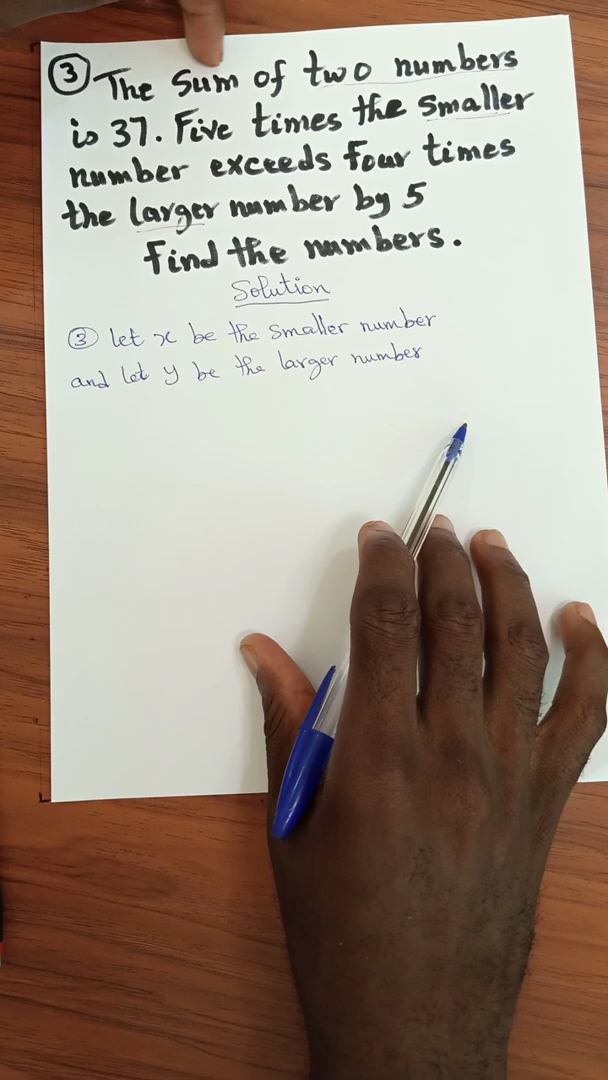 ③ The Sum of two numbers
is 37. Five times the smaller
number exceeds four times
the larger number by 5
find the numbers.
Solution
③ let x be the smaller number
and let y be the larger number